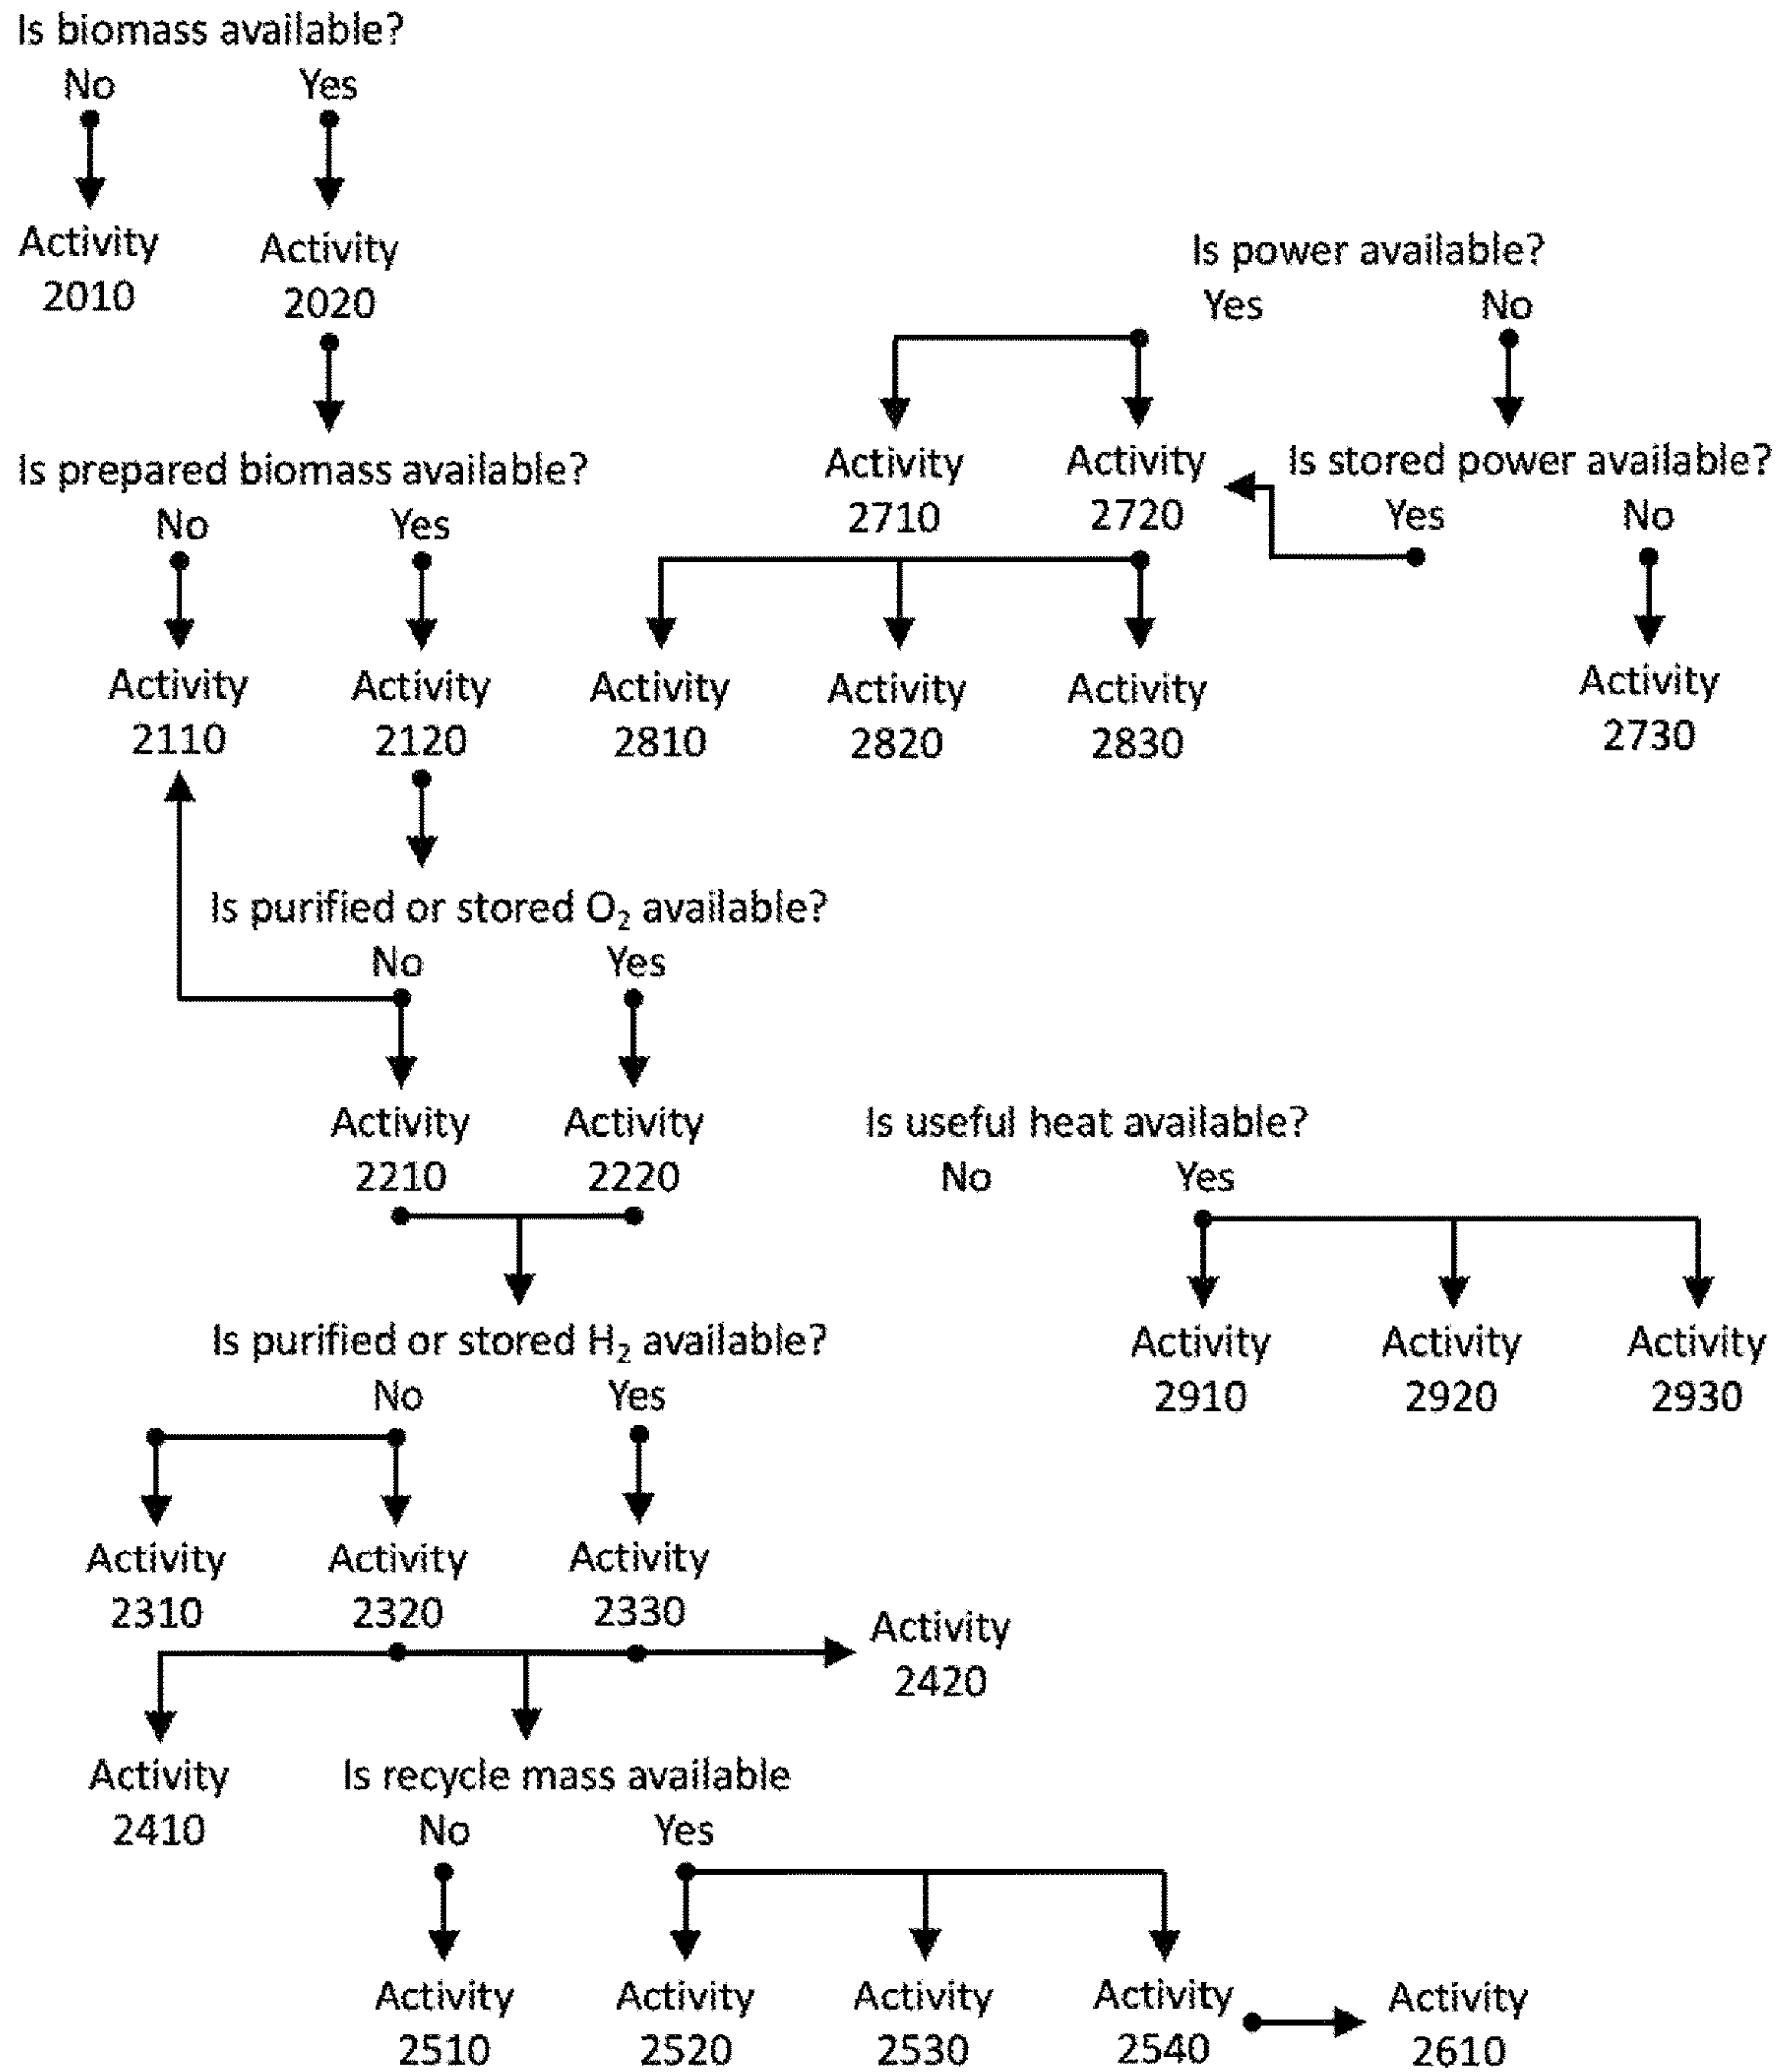 Is biomass available?
No Yes
Activity
2010
Activity
2020
Is prepared biomass available?
No Yes
Activity
2110
Activity
2120
Is purified or stored O₂ available?
No Yes
Activity
2210
Activity
2220
Is purified or stored H₂ available?
No Yes
Activity
2310
Activity
2320
Activity
2330
Activity
2410
Activity
2420
Is recycle mass available
No Yes
Activity
2510
Activity
2520
Activity
2530
Activity
2540
Activity
2610
Is power available?
Yes No
Activity
2710
Activity
2720
Is stored power available?
Yes No
Activity
2730
Activity
2810
Activity
2820
Activity
2830
Is useful heat available?
No Yes
Activity
2910
Activity
2920
Activity
2930